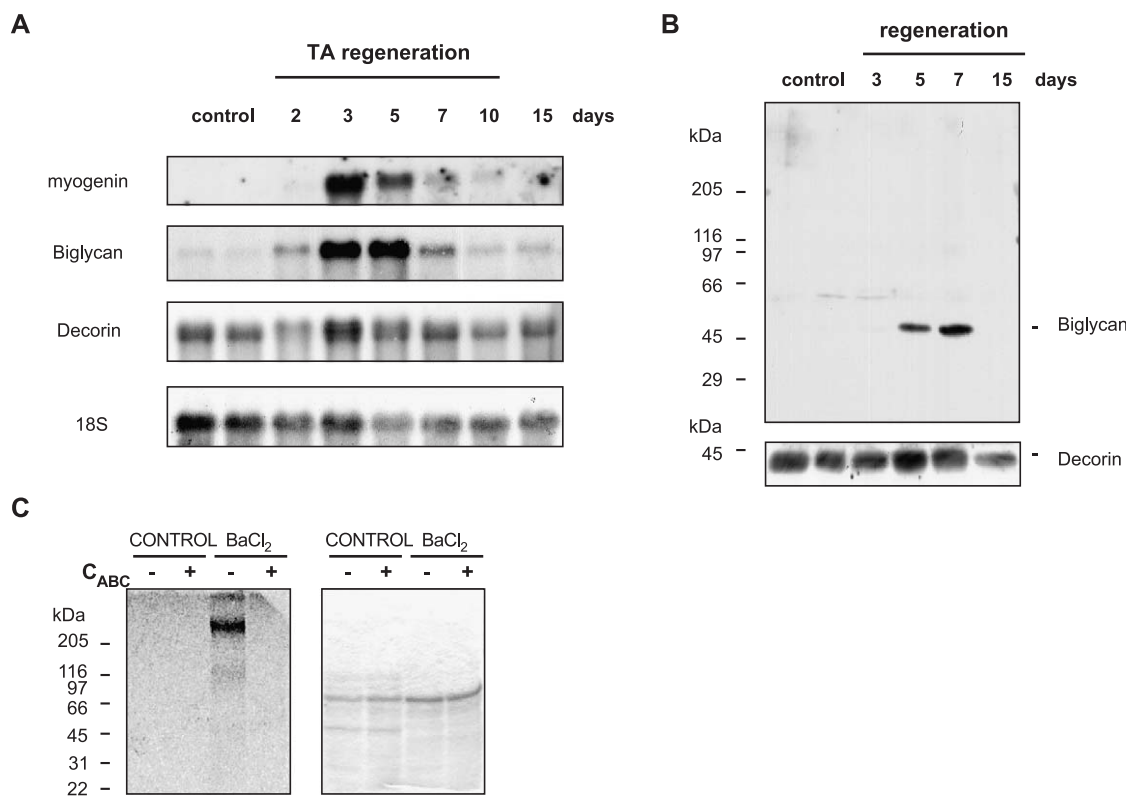 A
TA regeneration
control 2 3 5 7 10 15 days
myogenin
Biglycan
Decorin
18S
B
regeneration
control 3 5 7 15 days
kDa
205 –
116 –
97 –
66 –
45 –
29 –
- Biglycan
kDa
45 –
- Decorin
C
CONTROL BaCl₂ CONTROL BaCl₂
C_ABC - + - + - + - +
kDa
205 –
116 –
97 –
66 –
45 –
31 –
22 –